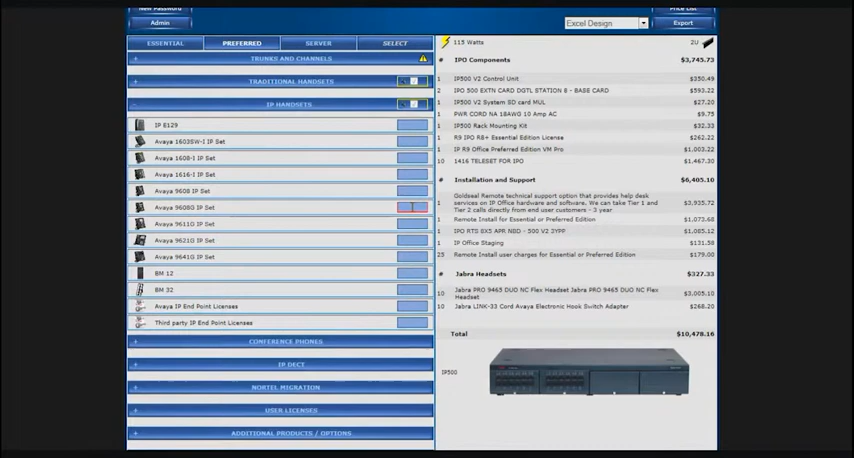 New Password
Admin
Excel Design
Price List
Export
ESSENTIAL
PREFERRED
SERVER
SELECT
TRUNKS AND CHANNELS
TRADITIONAL HANDSETS
IP HANDSETS
IP E129
Avaya 1603SW-I IP Set
Avaya 1608-I IP Set
Avaya 1616-I IP Set
Avaya 9608 IP Set
Avaya 9608G IP Set
Avaya 9611G IP Set
Avaya 9621G IP Set
Avaya 9641G IP Set
BM 12
BM 32
Avaya IP End Point Licenses
Third party IP End Point Licenses
CONFERENCE PHONES
IP DECT
NORTEL MIGRATION
USER LICENSES
ADDITIONAL PRODUCTS / OPTIONS
115 Watts 2U
# IPO Components $3,745.73
1 IP500 V2 Control Unit $350.49
2 IPO 500 EXTN CARD DGTL STATION 8 - BASE CARD $593.22
1 IP500 V2 System SD card MUL $27.20
1 PWR CORD NA 18AWG 10 Amp AC $9.75
1 IP500 Rack Mounting Kit $32.33
1 R9 IPO R8+ Essential Edition License $262.22
1 IP R9 Office Preferred Edition VM Pro $1,003.22
10 1416 TELESET FOR IPO $1,467.30
# Installation and Support $6,405.10
Goldseal Remote technical support option that provides help desk
1 services on IP Office hardware and software. We can take Tier 1 and $3,935.72
Tier 2 calls directly from end user customers - 3 year
1 Remote Install for Essential or Preferred Edition $1,073.68
1 IPO RTS 8X5 APR NBD - 500 V2 3YPP $1,085.12
1 IP Office Staging $131.58
25 Remote Install user charges for Essential or Preferred Edition $179.00
# Jabra Headsets $327.33
10 Jabra PRO 9465 DUO NC Flex Headset Jabra PRO 9465 DUO NC Flex $3,005.10
Headset
10 Jabra LINK-33 Cord Avaya Electronic Hook Switch Adapter $268.20
Total $10,478.16
IP500